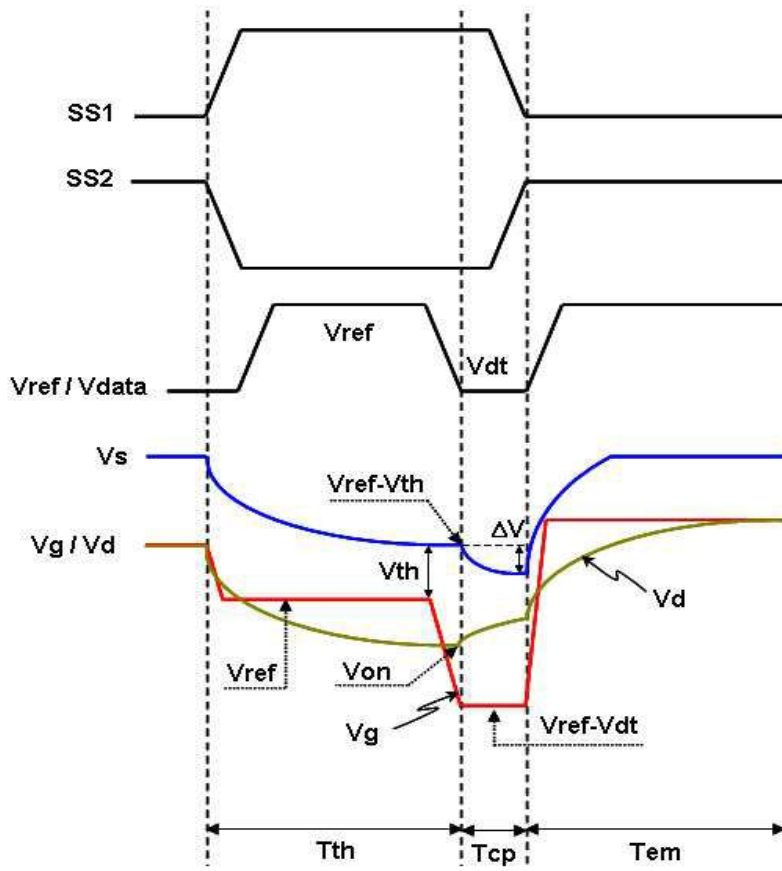 SS1
SS2
Vref
Vdt
Vref / Vdata
Vs
Vref-Vth
ΔV
Vg / Vd
Vth
Vd
Vref
Von
Vg
Vref-Vdt
Tth
Tcp
Tem